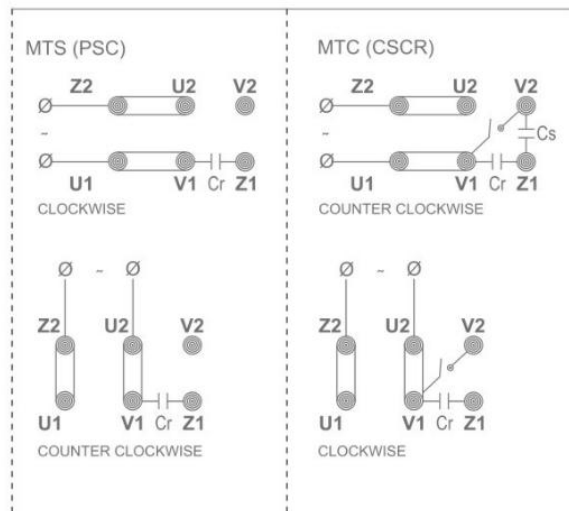 MTS (PSC)
Z2 U2 V2
Ø
~
Ø
U1 V1 Cr Z1
CLOCKWISE
Ø ~ Ø
Z2 U2 V2
U1 V1 Cr Z1
COUNTER CLOCKWISE
MTC (CSCR)
Z2 U2 V2
Ø
~
Cs
Ø
U1 V1 Cr Z1
COUNTER CLOCKWISE
Ø ~ Ø
Z2 U2 V2
U1 V1 Cr Z1
CLOCKWISE